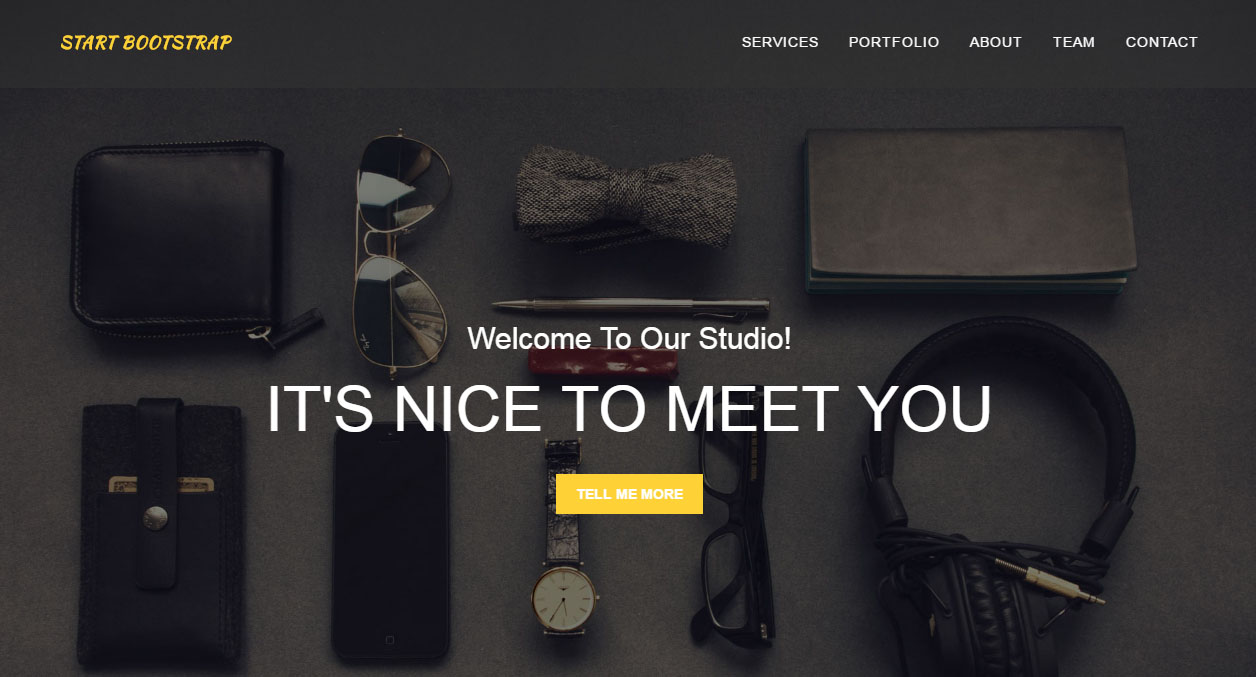 START BOOTSTRAP
SERVICES PORTFOLIO ABOUT TEAM CONTACT
Welcome To Our Studio!
IT'S NICE TO MEET YOU
TELL ME MORE